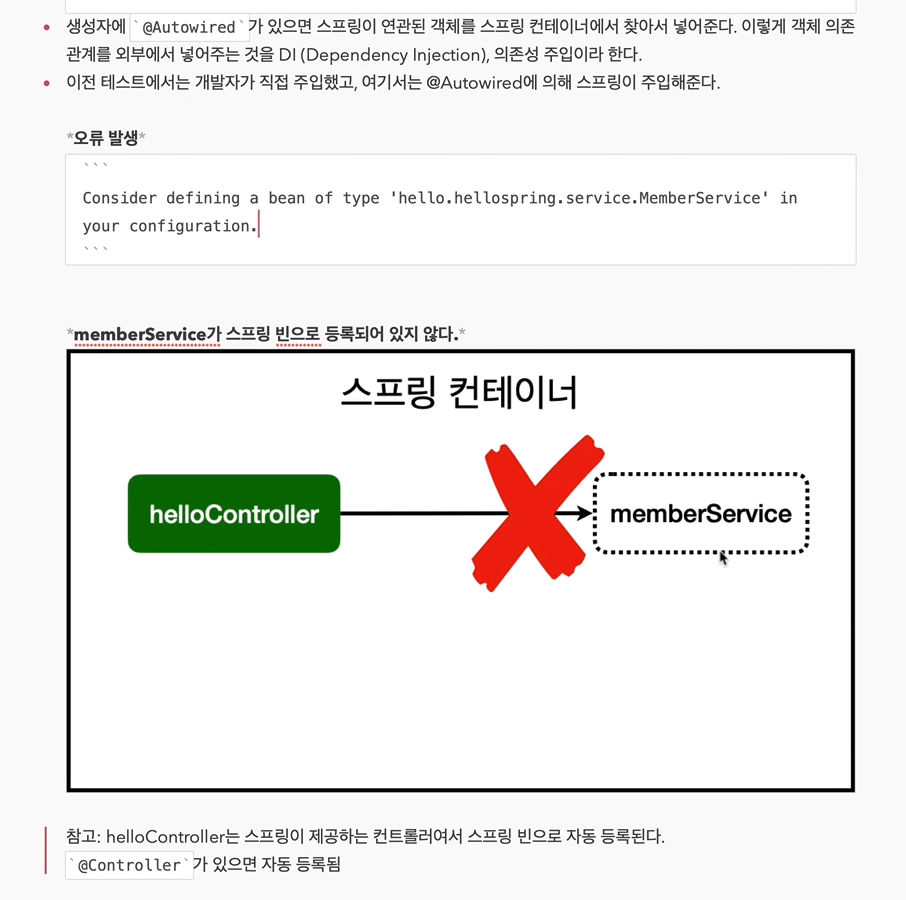 • 생성자에 `@Autowired`가 있으면 스프링이 연관된 객체를 스프링 컨테이너에서 찾아서 넣어준다. 이렇게 객체 의존
관계를 외부에서 넣어주는 것을 DI (Dependency Injection), 의존성 주입이라 한다.
• 이전 테스트에서는 개발자가 직접 주입했고, 여기서는 @Autowired에 의해 스프링이 주입해준다.
*오류 발생*
```
Consider defining a bean of type 'hello.hellospring.service.MemberService' in
your configuration.
```
*memberService가 스프링 빈으로 등록되어 있지 않다.*
스프링 컨테이너
helloController
memberService
참고: helloController는 스프링이 제공하는 컨트롤러여서 스프링 빈으로 자동 등록된다.
`@Controller`가 있으면 자동 등록됨